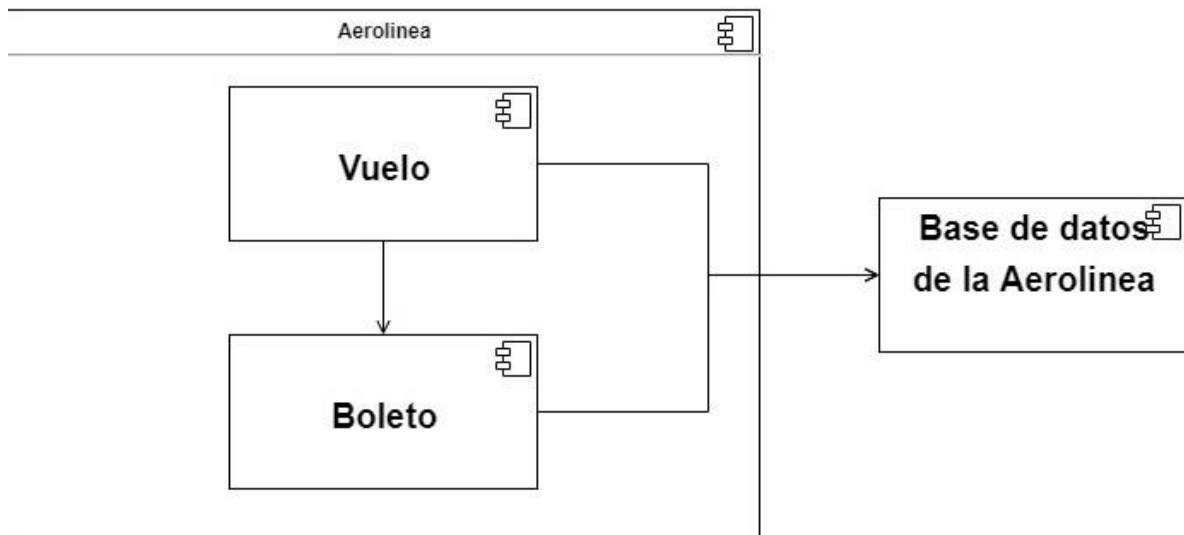 Aerolinea
Vuelo
Boleto
Base de datos
de la Aerolinea